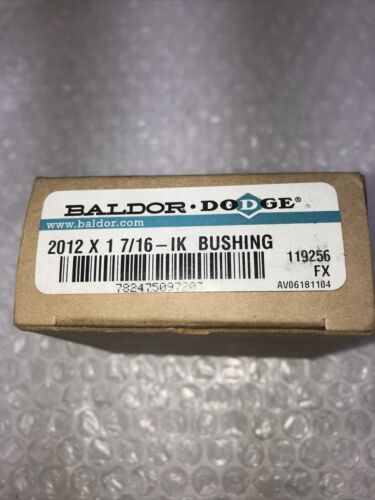 BALDOR · DODGE®
www.baldor.com
2012 X 1 7/16-IK BUSHING
119256
FX
782475097203
AV06181104